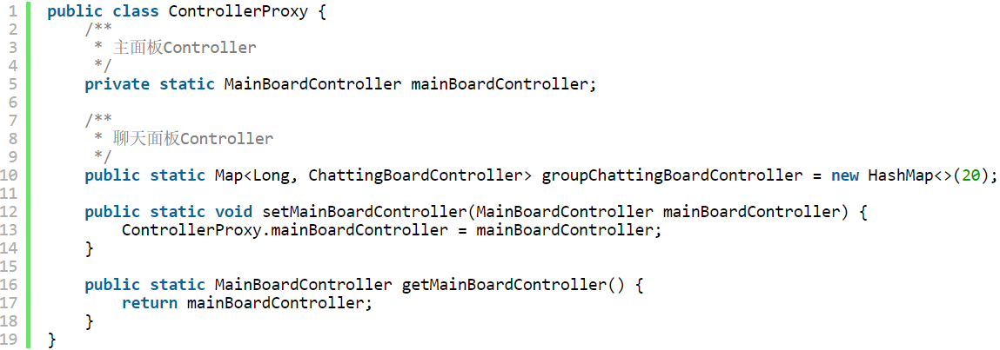 1 public class ControllerProxy {
2     /**
3      * 主面板Controller
4      */
5     private static MainBoardController mainBoardController;
6
7     /**
8      * 聊天面板Controller
9      */
10     public static Map<Long, ChattingBoardController> groupChattingBoardController = new HashMap<>(20);
11
12     public static void setMainBoardController(MainBoardController mainBoardController) {
13         ControllerProxy.mainBoardController = mainBoardController;
14     }
15
16     public static MainBoardController getMainBoardController() {
17         return mainBoardController;
18     }
19 }